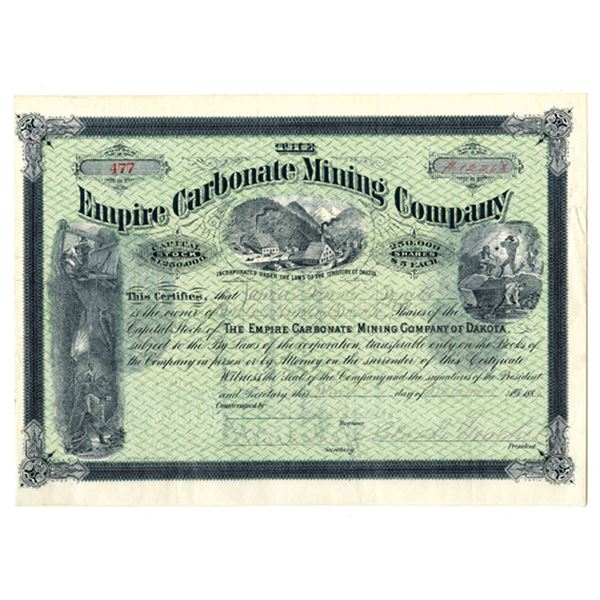 THE
477
Empire Carbonate Mining Company
CAPITAL STOCK $1,250,000.
250,000 SHARES $5 EACH
INCORPORATED UNDER THE LAWS OF THE TERRITORY OF DAKOTA.
This Certifies, that
is the owner of Shares of the
Capital Stock of THE EMPIRE CARBONATE MINING COMPANY OF DAKOTA
subject to the By Laws of the corporation, transferable only on the Books of
the Company in person or by Attorney on the surrender of this Certificate
Witness the Seal of the Company and the signatures of the President
and Secretary this day of 188
Countersigned by
Treasurer
Secretary. President